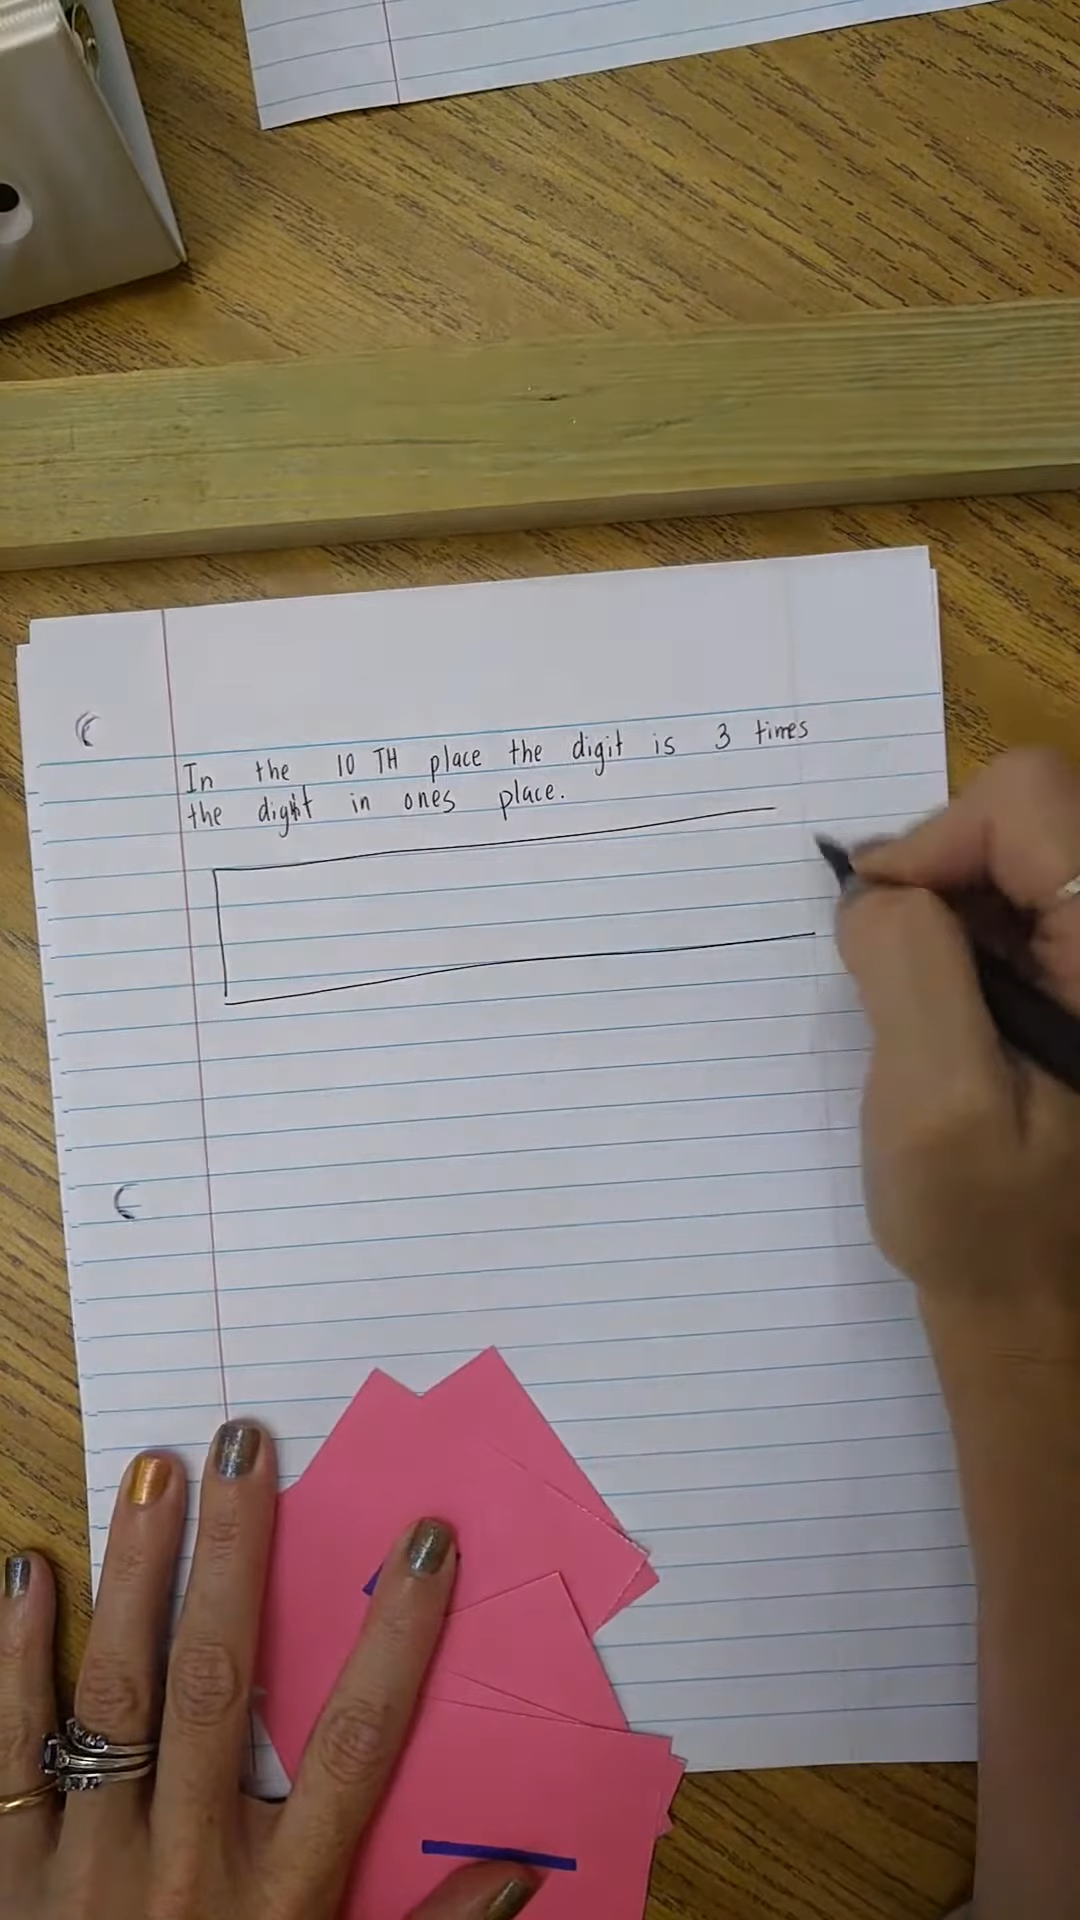 In the 10 TH place the digit is 3 times
the digit in ones place.